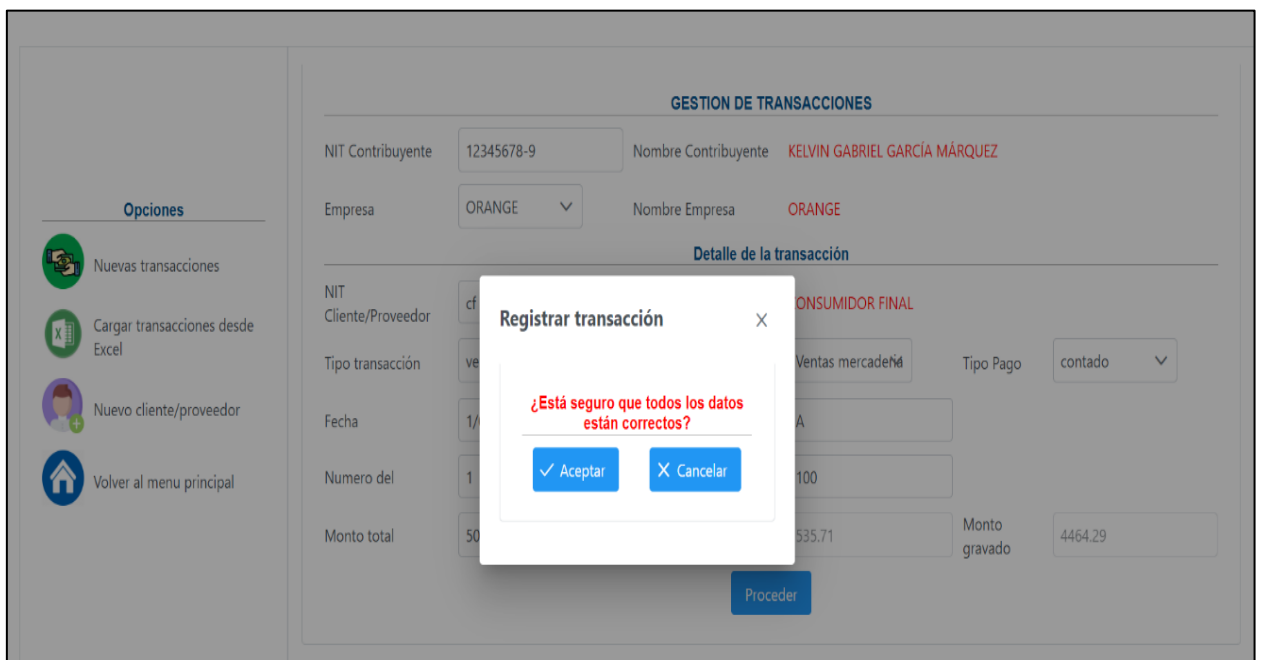 GESTION DE TRANSACCIONES
NIT Contribuyente 12345678-9 Nombre Contribuyente KELVIN GABRIEL GARCÍA MÁRQUEZ
Empresa ORANGE Nombre Empresa ORANGE
Opciones
Nuevas transacciones
Cargar transacciones desde
Excel
Nuevo cliente/proveedor
Volver al menu principal
Detalle de la transacción
NIT
Cliente/Proveedor cf FINAL
Tipo transacción Ventas Tipo Pago contado
Fecha A
Numero del 1 100
Monto total 535.71 Monto
gravado 4464.29
Proceder
Registrar transacción X
¿Está seguro que todos los datos
están correctos?
Aceptar Cancelar